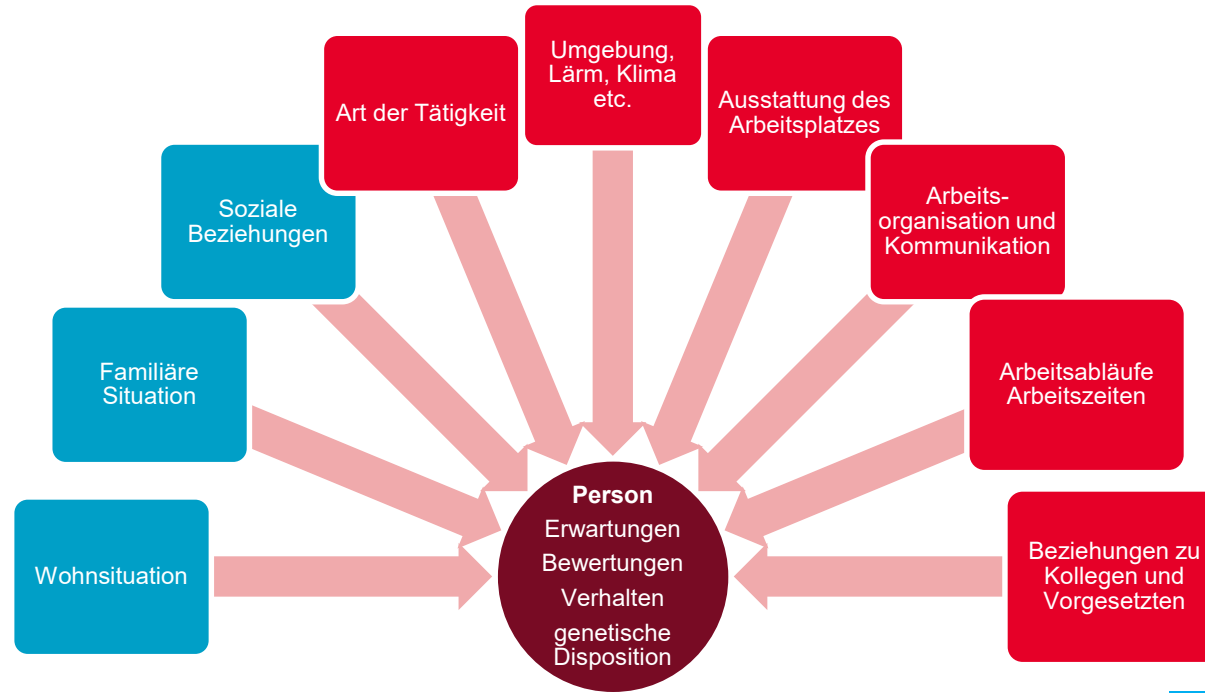 Umgebung,
Lärm, Klima
etc.
Art der Tätigkeit
Ausstattung des
Arbeitsplatzes
Soziale
Beziehungen
Arbeits-
organisation und
Kommunikation
Familiäre
Situation
Arbeitsabläufe
Arbeitszeiten
Wohnsituation
Beziehungen zu
Kollegen und
Vorgesetzten
Person
Erwartungen
Bewertungen
Verhalten
genetische
Disposition